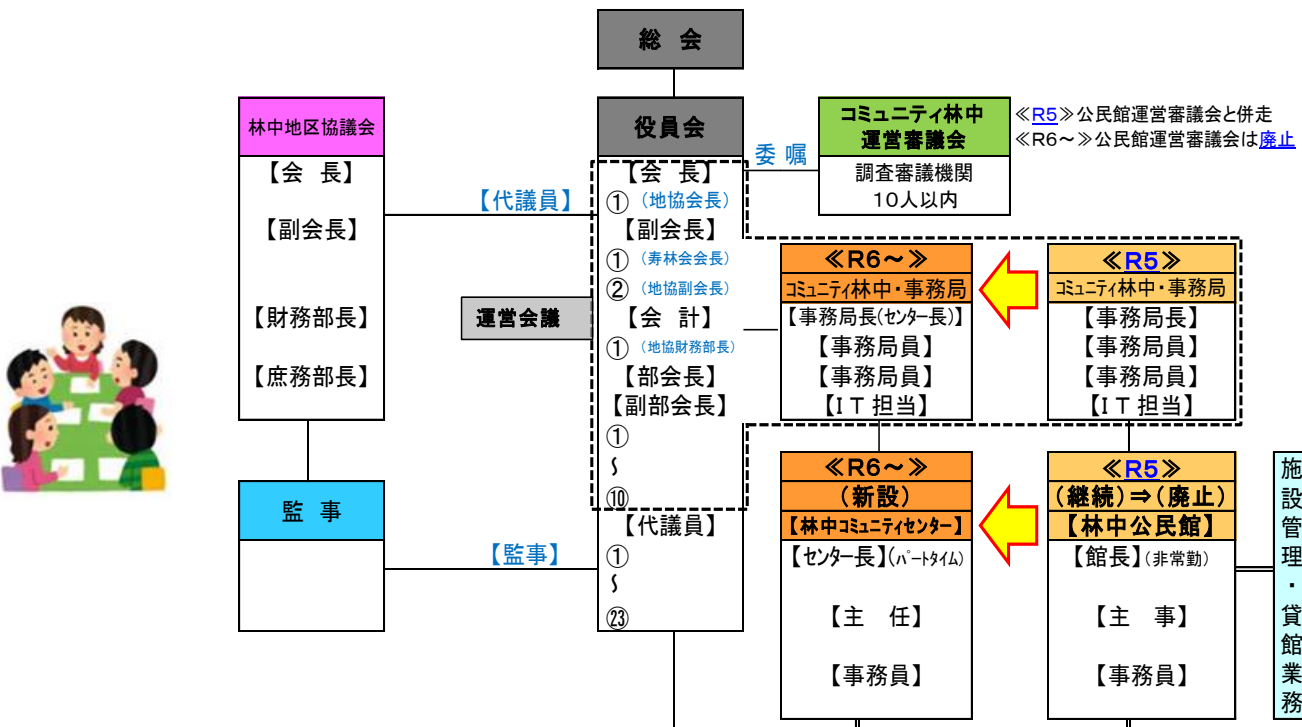 総 会
林中地区協議会
【会 長】
【副会長】
【財務部長】
【庶務部長】
監 事
【代議員】
【監事】
運営会議
役員会
【会 長】
① (地協会長)
【副会長】
① (寿林会会長)
② (地協副会長)
【会 計】
① (地協財務部長)
【部会長】
【副部会長】
①
⌇
⑩
【代議員】
①
⌇
㉓
委 嘱
コミュニティ林中
運営審議会
調査審議機関
10人以内
≪R5≫公民館運営審議会と併走
≪R6~≫公民館運営審議会は廃止
≪R6~≫
コミュニティ林中・事務局
【事務局長(センター長)】
【事務局員】
【事務局員】
【IT担当】
≪R5≫
コミュニティ林中・事務局
【事務局長】
【事務局員】
【事務局員】
【IT担当】
≪R6~≫
(新設)
【林中コミュニティセンター】
【センター長】(パートタイム)
【主 任】
【事務員】
≪R5≫
(継続)⇒(廃止)
【林中公民館】
【館長】(非常勤)
【主 事】
【事務員】
施設管理・貸館業務